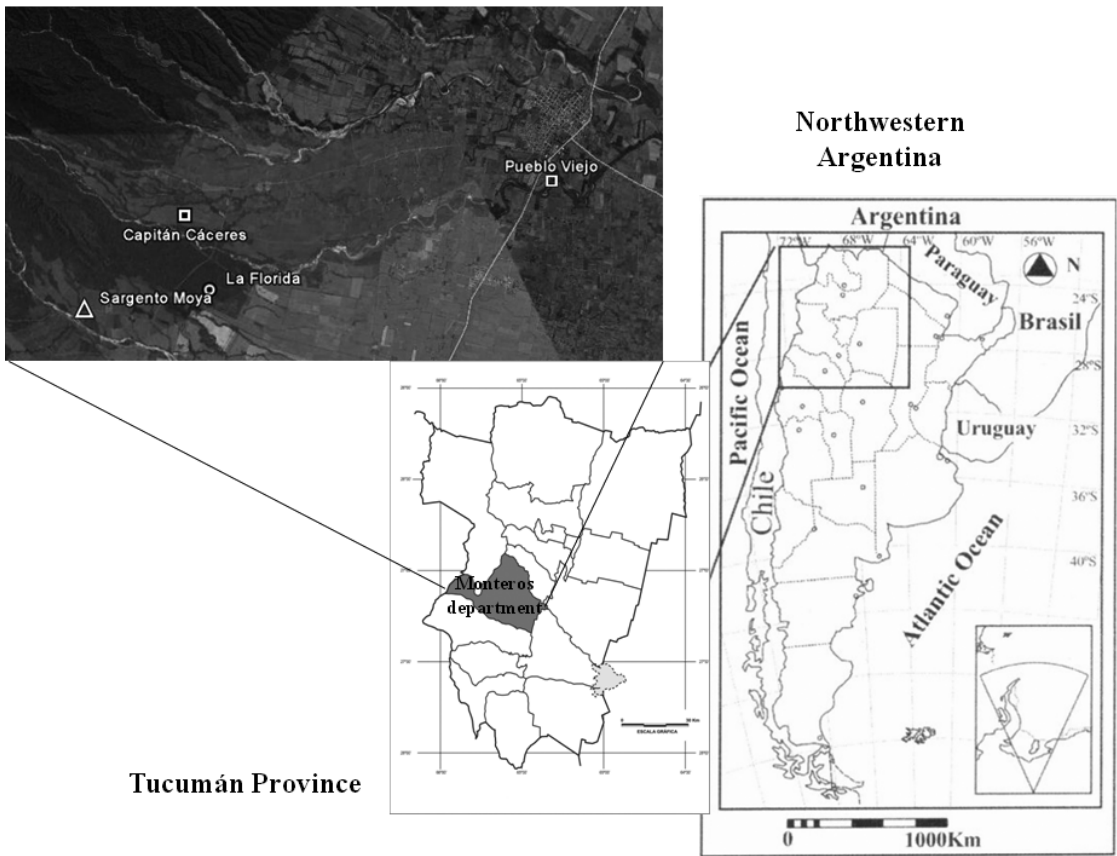 Pueblo Viejo
Capitán Cáceres
La Florida
Sargento Moya
Northwestern
Argentina
Argentina
72°W
68°W
64°W
60°W
56°W
N
Paraguay
24°S
Brasil
28°S
Pacific Ocean
Uruguay
32°S
Chile
36°S
40°S
Atlantic Ocean
0
1000Km
Monteros
department
ESCALA GRÁFICA
Tucumán Province